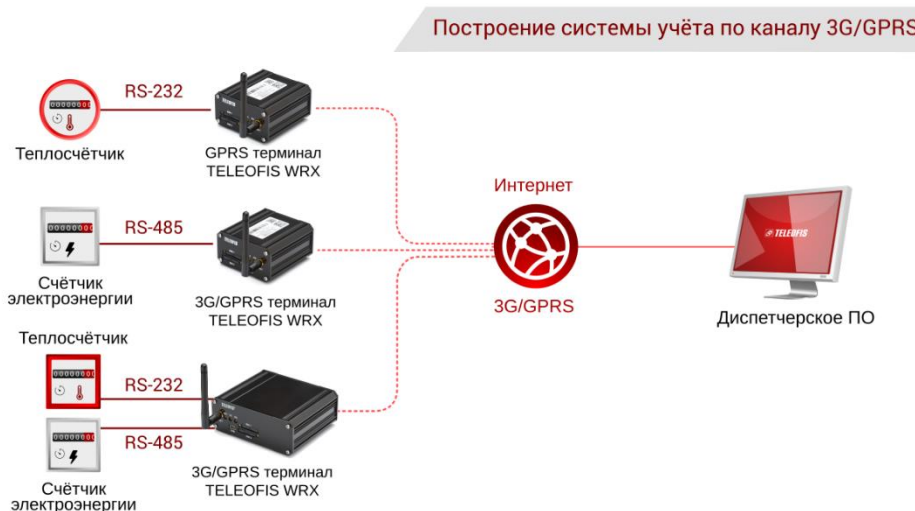 Построение системы учёта по каналу 3G/GPRS
RS-232
Теплосчётчик
GPRS терминал
TELEOFIS WRX
RS-485
Счётчик
электроэнергии
3G/GPRS терминал
TELEOFIS WRX
Интернет
3G/GPRS
TELEOFIS
Диспетчерское ПО
Теплосчётчик
RS-232
RS-485
Счётчик
электроэнергии
3G/GPRS терминал
TELEOFIS WRX